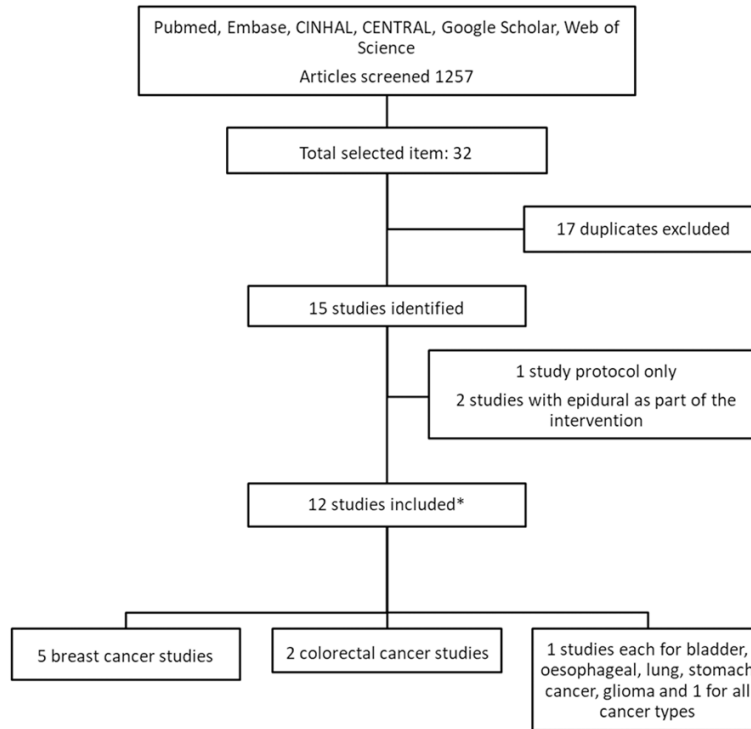 Pubmed, Embase, CINHAL, CENTRAL, Google Scholar, Web of
Science
Articles screened 1257
Total selected item: 32
17 duplicates excluded
15 studies identified
1 study protocol only
2 studies with epidural as part of the
intervention
12 studies included*
5 breast cancer studies
2 colorectal cancer studies
1 studies each for bladder,
oesophageal, lung, stomach
cancer, glioma and 1 for all
cancer types